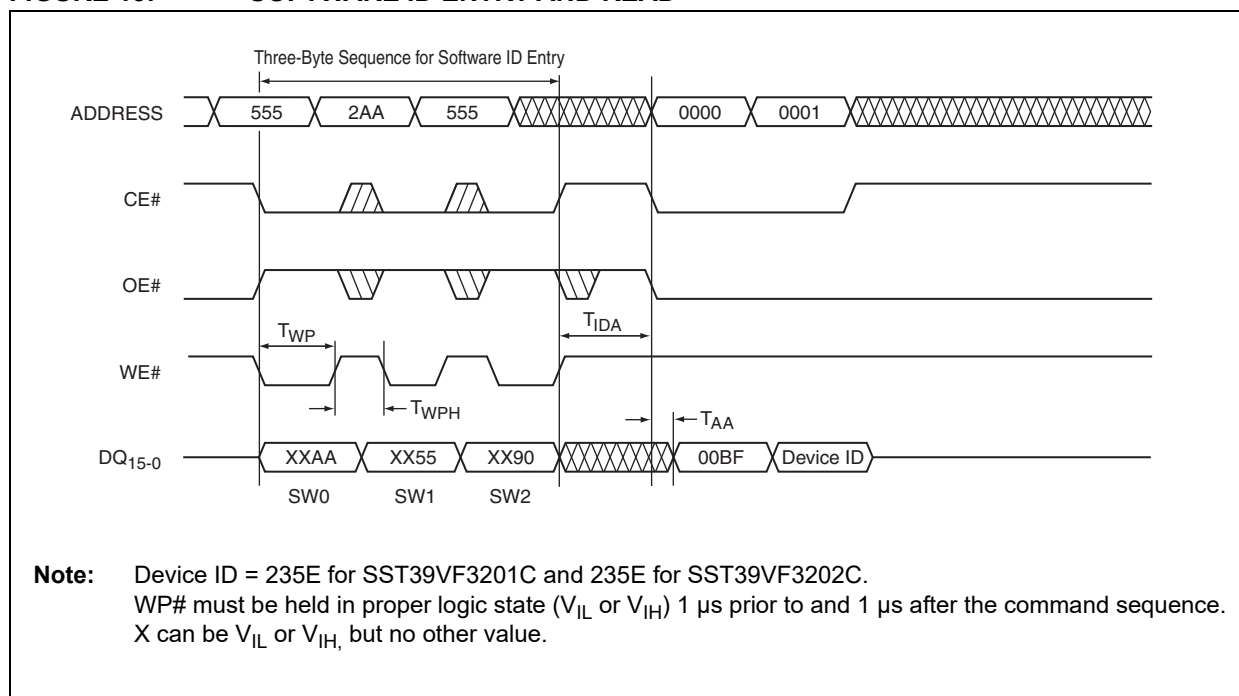 Three-Byte Sequence for Software ID Entry
ADDRESS 555 2AA 555 0000 0001
CE#
OE#
TWP TIDA
WE#
TWPH TAA
DQ15-0 XXAA XX55 XX90 00BF Device ID
SW0 SW1 SW2
Note: Device ID = 235E for SST39VF3201C and 235E for SST39VF3202C.
WP# must be held in proper logic state (VIL or VIH) 1 µs prior to and 1 µs after the command sequence.
X can be VIL or VIH, but no other value.